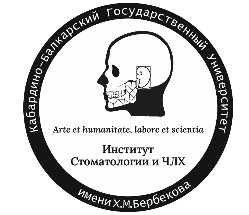 Кабардино-Балкарский Государственный университет
Arte et humanitate, labore et scientia
Институт
Стоматологии и ЧЛХ
имени Х.М.Бербекова